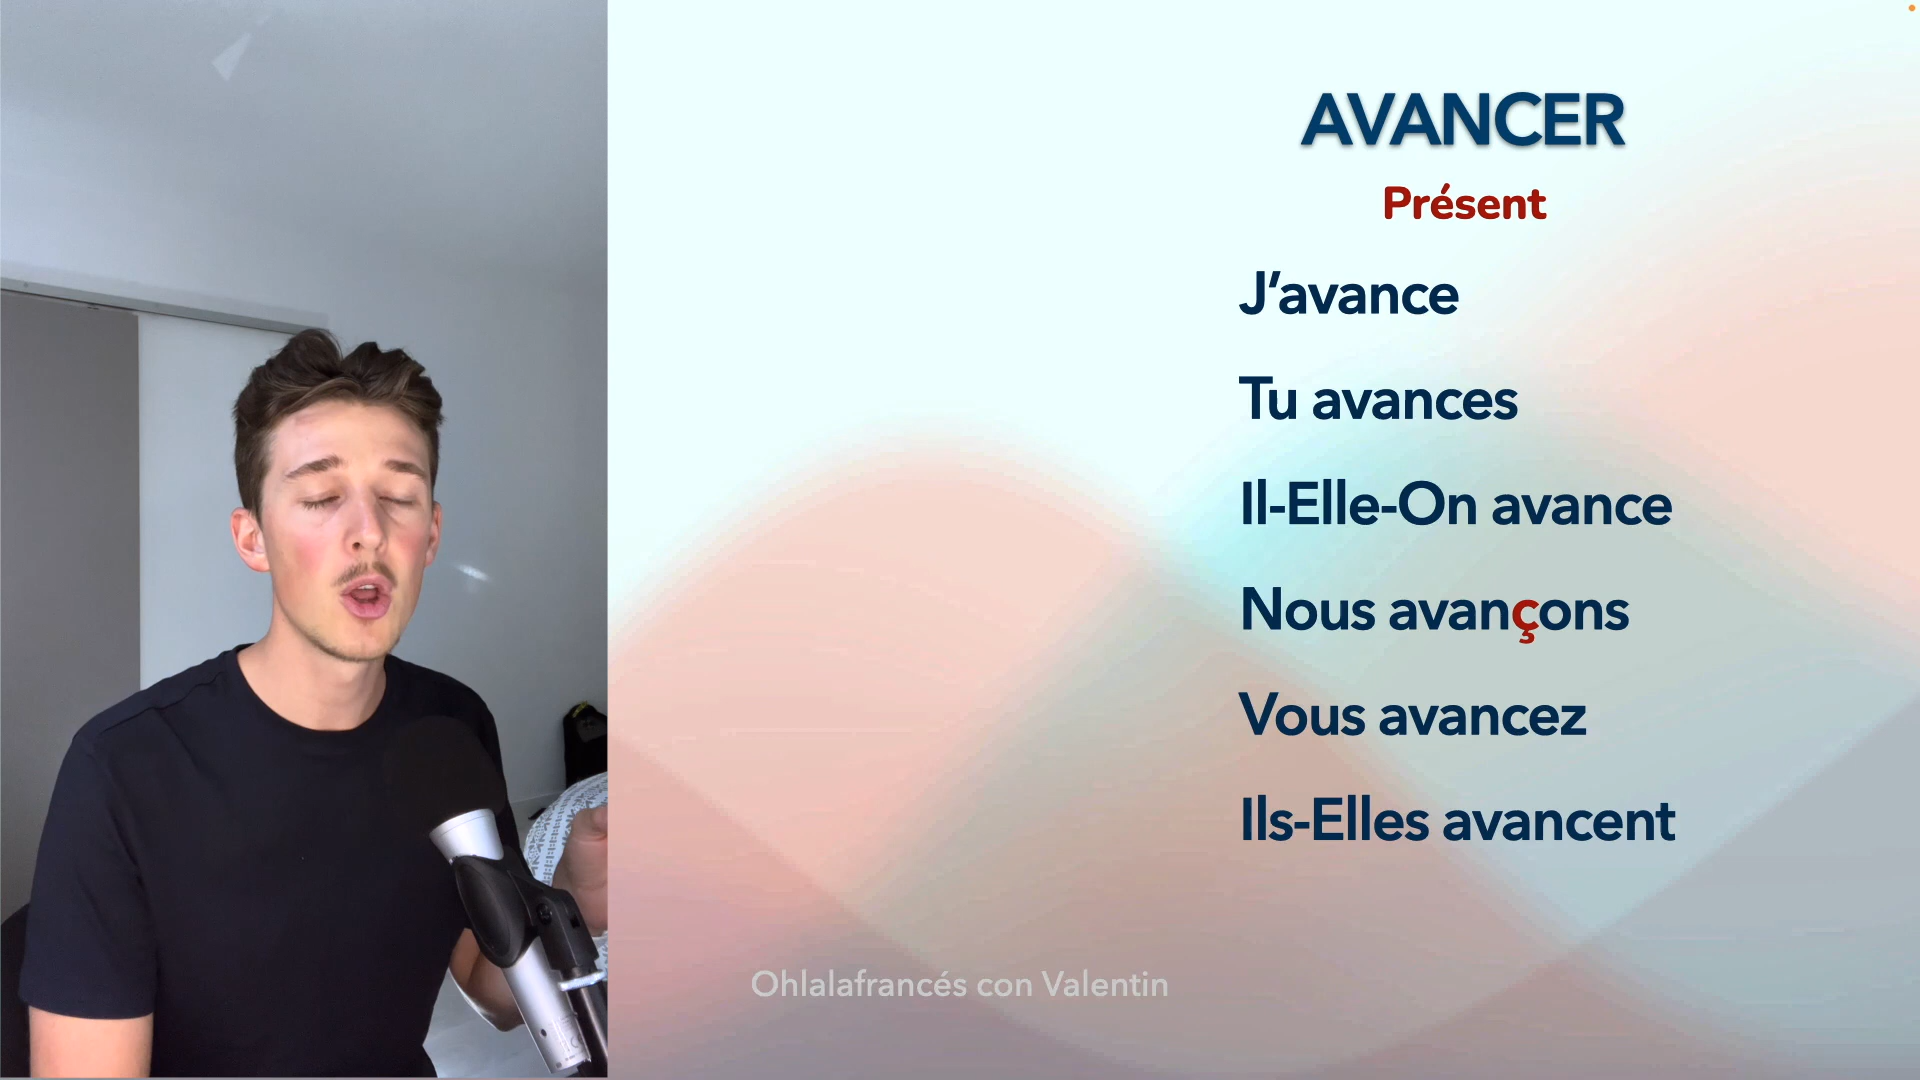 AVANCER
Présent
J’avance
Tu avances
Il-Elle-On avance
Nous avançons
Vous avancez
Ils-Elles avancent
Ohlalafrancés con Valentin